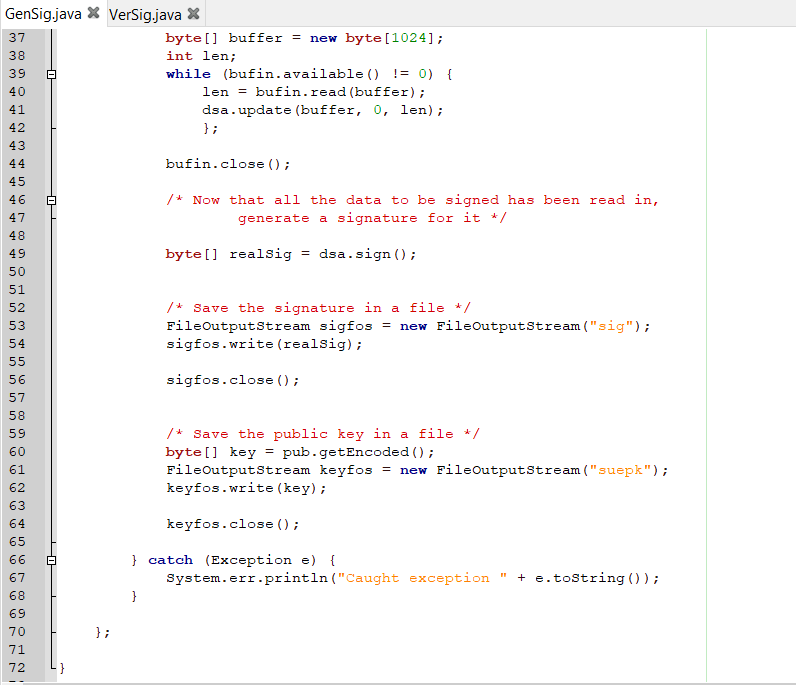 GenSig.java VerSig.java
37 byte[] buffer = new byte[1024];
38 int len;
39 while (bufin.available() != 0) {
40 len = bufin.read(buffer);
41 dsa.update(buffer, 0, len);
42 };
43
44 bufin.close();
45
46 /* Now that all the data to be signed has been read in,
47 generate a signature for it */
48
49 byte[] realSig = dsa.sign();
50
51
52 /* Save the signature in a file */
53 FileOutputStream sigfos = new FileOutputStream("sig");
54 sigfos.write(realSig);
55
56 sigfos.close();
57
58
59 /* Save the public key in a file */
60 byte[] key = pub.getEncoded();
61 FileOutputStream keyfos = new FileOutputStream("suepk");
62 keyfos.write(key);
63
64 keyfos.close();
65
66 } catch (Exception e) {
67 System.err.println("Caught exception " + e.toString());
68 }
69
70 };
71
72 }